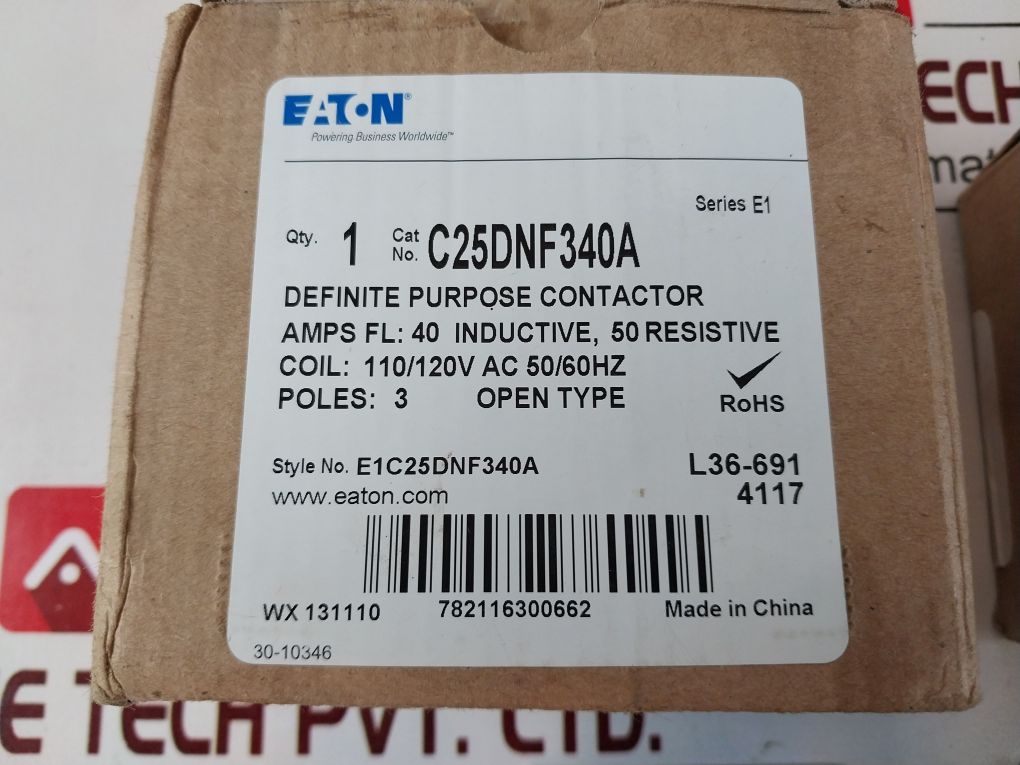 EATON®
Powering Business Worldwide™
Series E1
Qty. 1 Cat No. C25DNF340A
DEFINITE PURPOSE CONTACTOR
AMPS FL: 40 INDUCTIVE, 50 RESISTIVE
COIL: 110/120V AC 50/60HZ
POLES: 3 OPEN TYPE
RoHS
Style No. E1C25DNF340A
L36-691
www.eaton.com
4117
WX 131110
782116300662
Made in China
30-10346
TECH PVT. LTD.